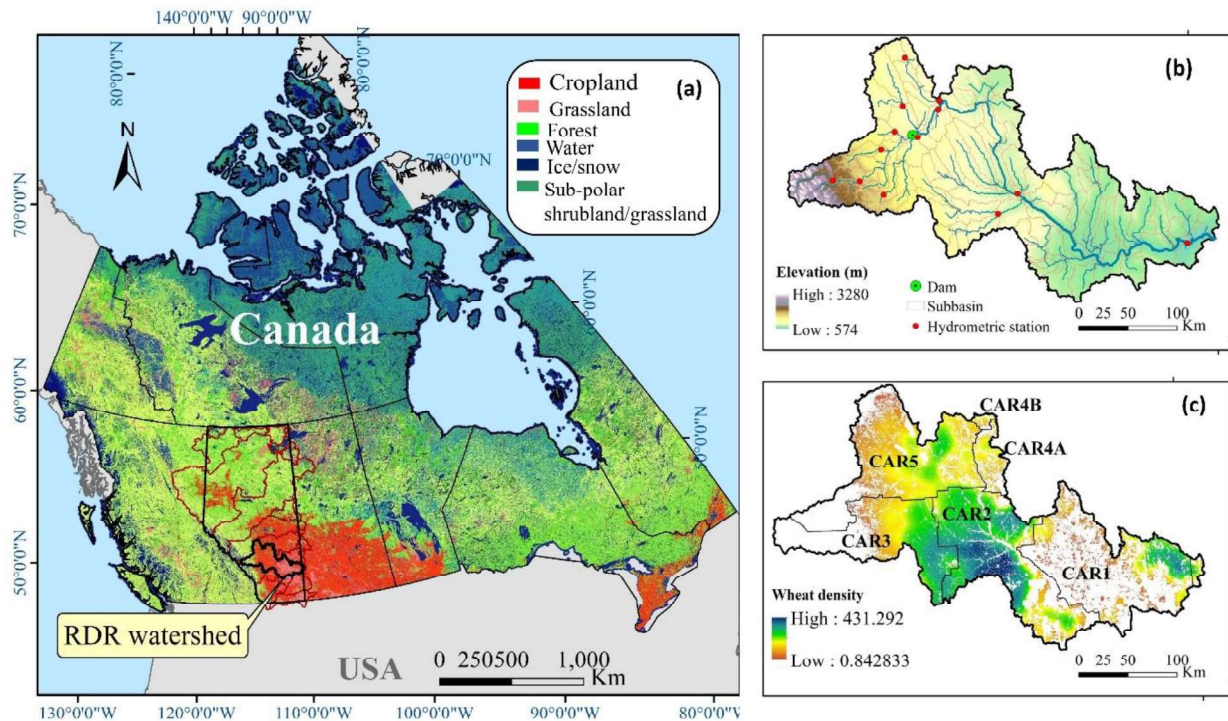 140°0'0"W 90°0'0"W
80°0'0"N
80°0'0"N
(a)
Cropland
Grassland
Forest
Water
Ice/snow
Sub-polar
shrubland/grassland
N
70°0'0"N
70°0'0"N
Canada
60°0'0"N
60°0'0"N
50°0'0"N
50°0'0"N
RDR watershed
USA
0 250500 1,000
Km
130°0'0"W 120°0'0"W 110°0'0"W 100°0'0"W 90°0'0"W 80°0'0"W
(b)
Elevation (m)
High : 3280
Low : 574
Dam
Subbasin
Hydrometric station
0 25 50 100
Km
(c)
CAR4B
CAR4A
CAR5
CAR2
CAR3
CAR1
Wheat density
High : 431.292
Low : 0.842833
0 25 50 100
Km